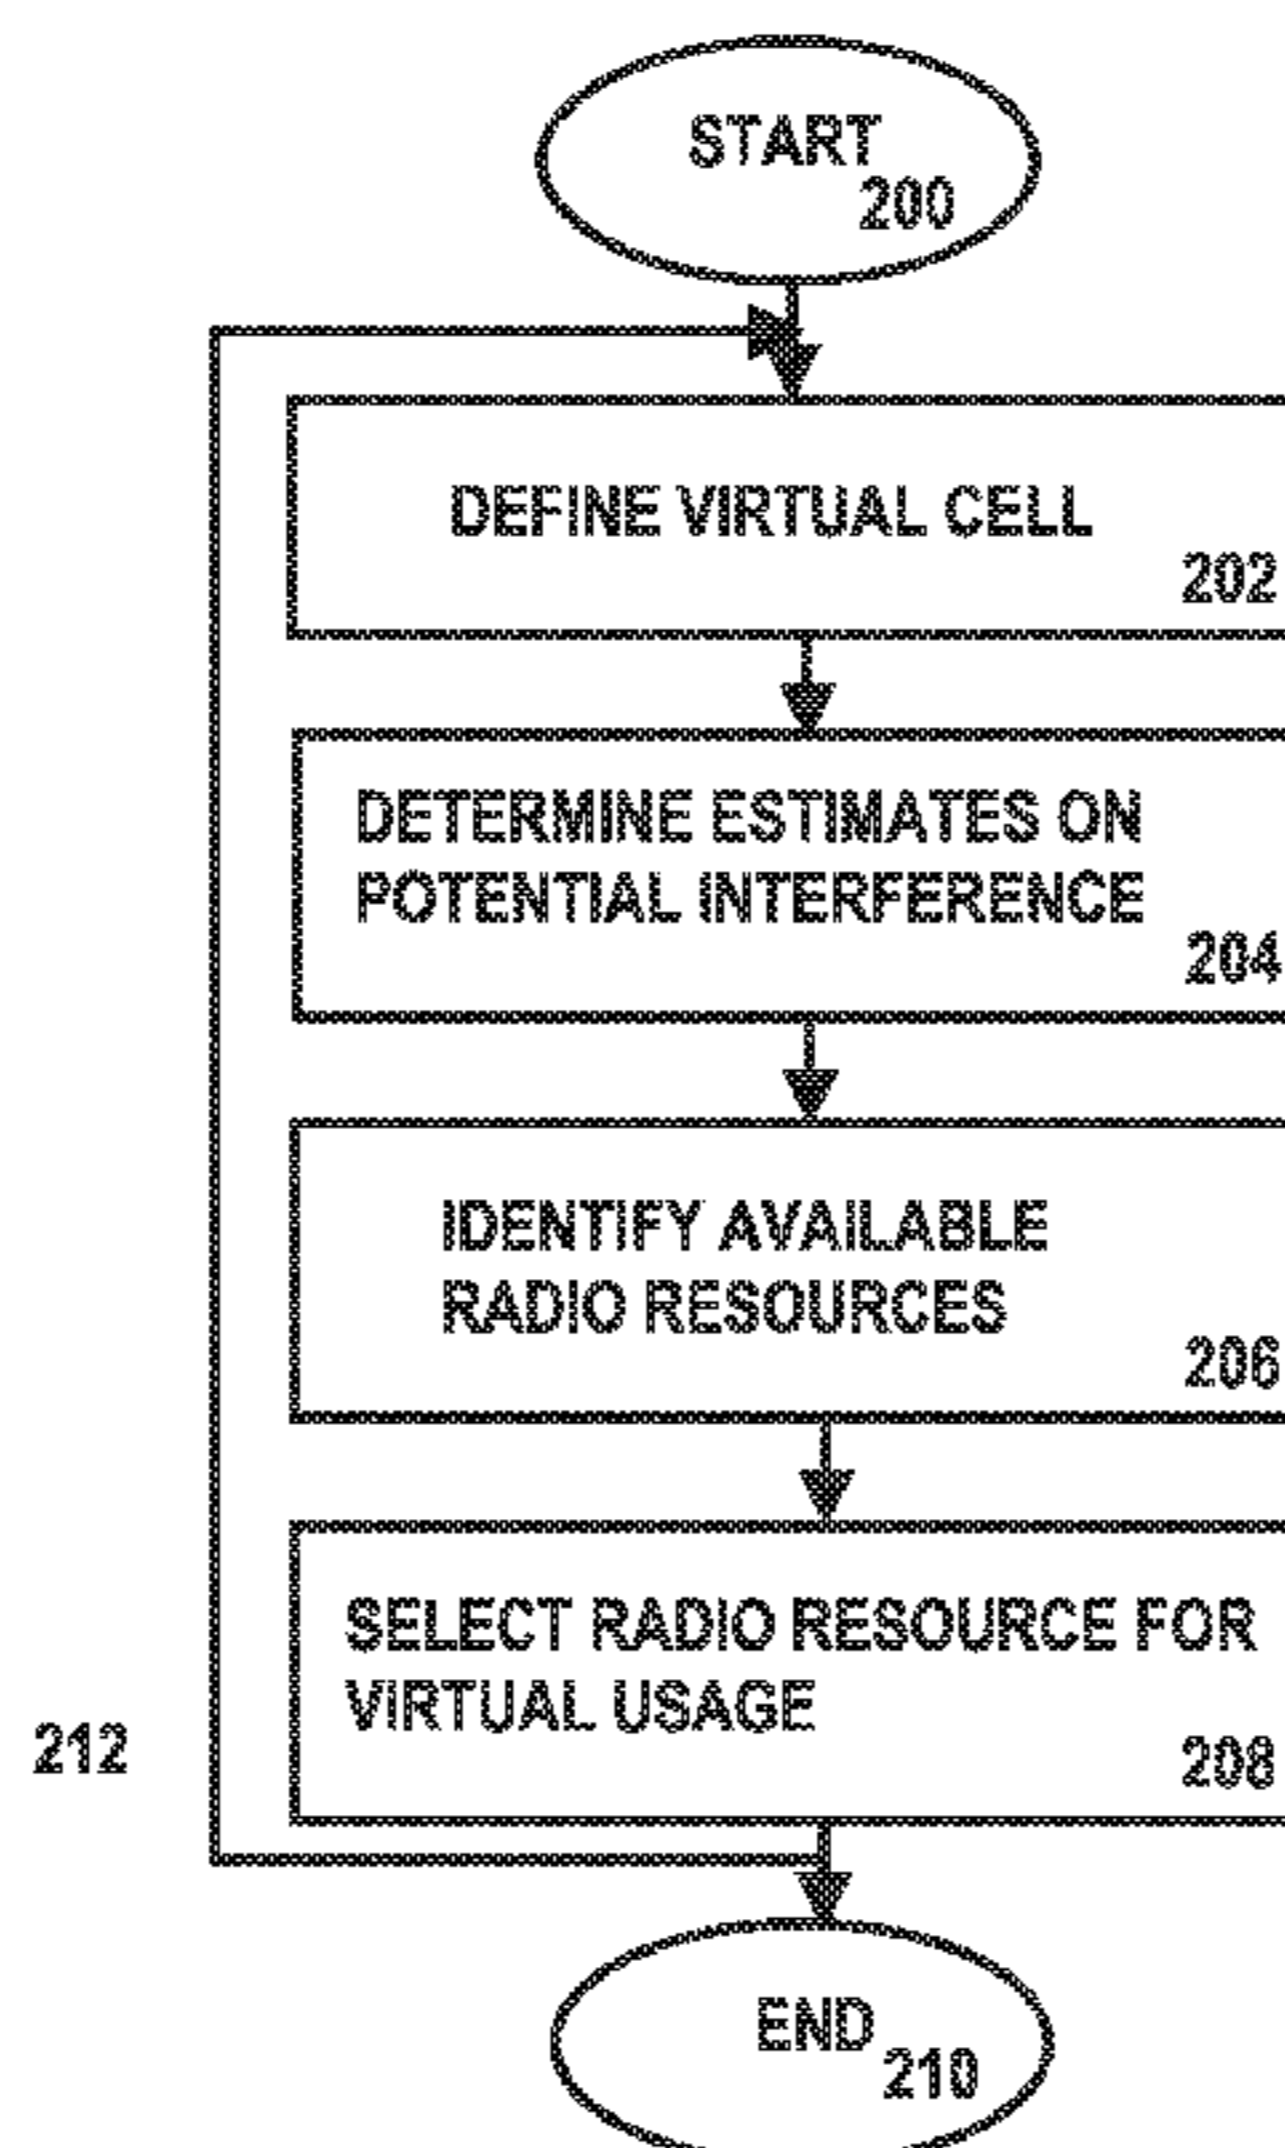 START
200
DEFINE VIRTUAL CELL
202
DETERMINE ESTIMATES ON
POTENTIAL INTERFERENCE
204
IDENTIFY AVAILABLE
RADIO RESOURCES
206
SELECT RADIO RESOURCE FOR
VIRTUAL USAGE
208
212
END
210